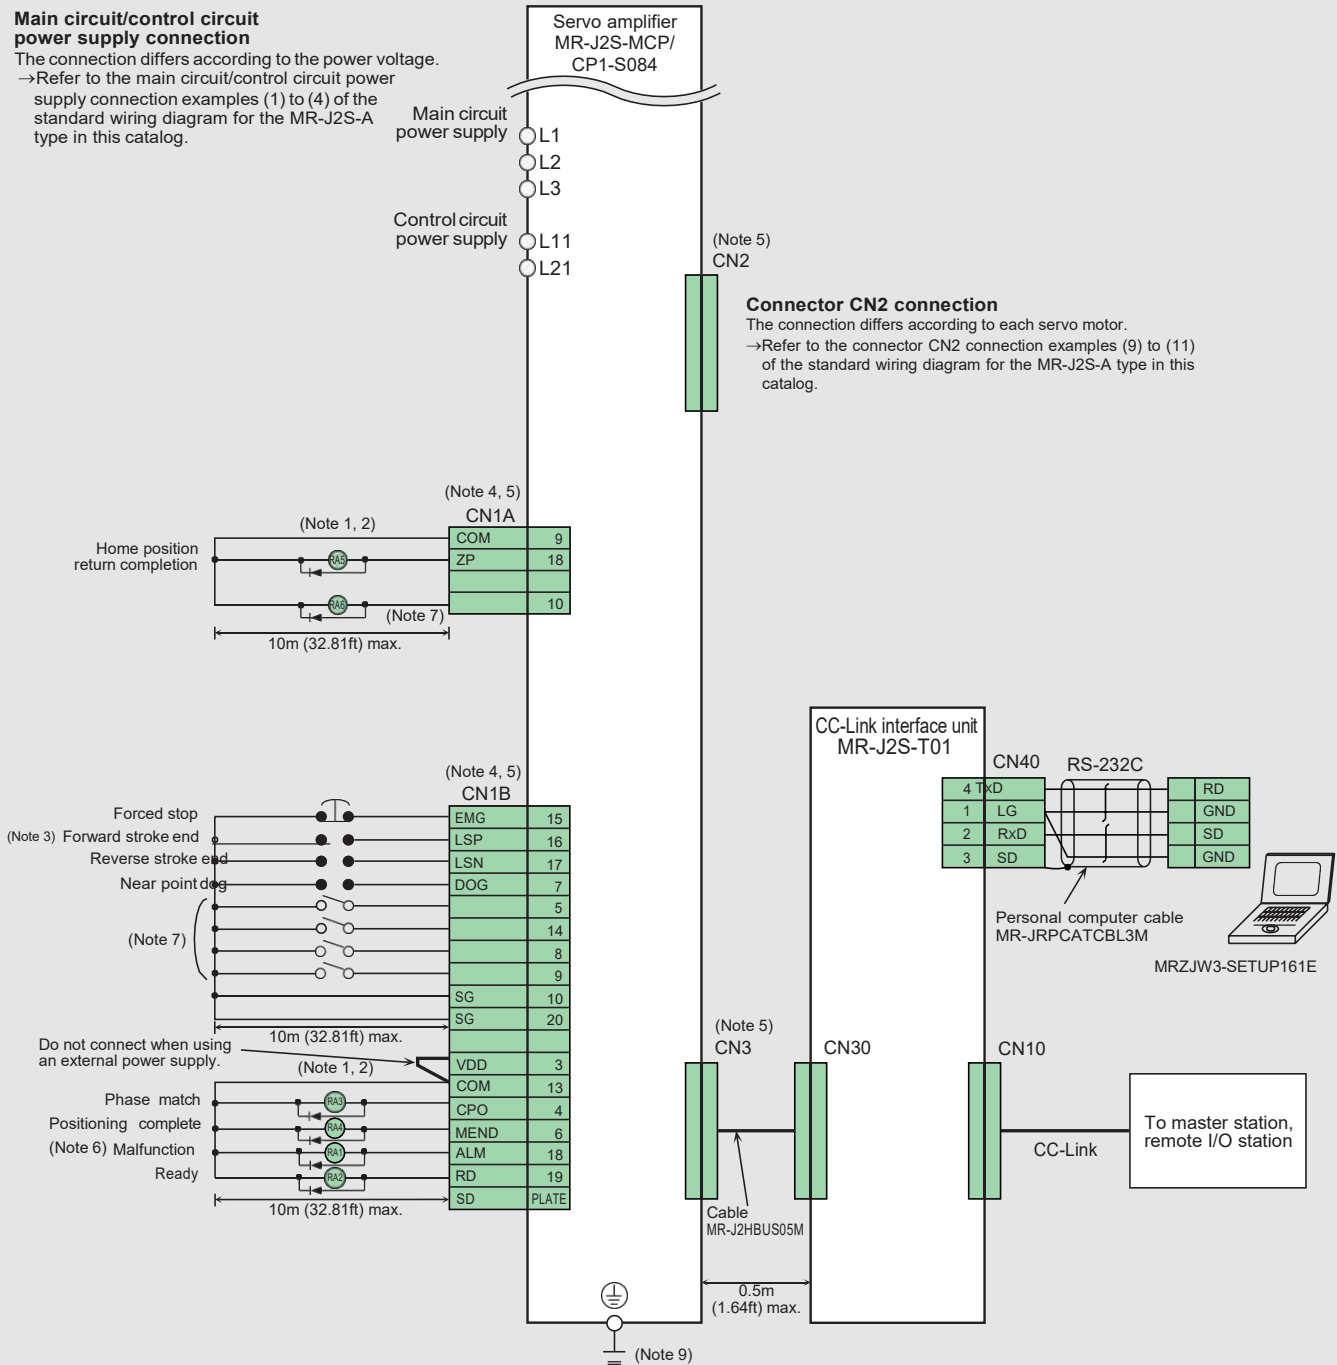 Main circuit/control circuit
power supply connection
The connection differs according to the power voltage.
→Refer to the main circuit/control circuit power
supply connection examples (1) to (4) of the
standard wiring diagram for the MR-J2S-A
type in this catalog.
Servo amplifier
MR-J2S-MCP/
CP1-S084
Main circuit
power supply
L1
L2
L3
Control circuit
power supply
L11
L21
(Note 5)
CN2
Connector CN2 connection
The connection differs according to each servo motor.
→Refer to the connector CN2 connection examples (9) to (11)
of the standard wiring diagram for the MR-J2S-A type in this
catalog.
(Note 4, 5)
CN1A
(Note 1, 2)
COM 9
Home position
return completion
RA5
ZP 18
RA6
10
(Note 7)
10m (32.81ft) max.
(Note 4, 5)
CN1B
Forced stop
EMG 15
(Note 3) Forward stroke end
LSP 16
Reverse stroke end
LSN 17
Near point dog
DOG 7
5
14
(Note 7)
8
9
SG 10
SG 20
10m (32.81ft) max.
Do not connect when using
an external power supply.
(Note 1, 2)
VDD 3
COM 13
Phase match
RA3
CPO 4
Positioning complete
RA4
MEND 6
(Note 6) Malfunction
RA1
ALM 18
Ready
RA2
RD 19
SD PLATE
10m (32.81ft) max.
CC-Link interface unit
MR-J2S-T01
CN40
RS-232C
4 TxD RD
1 LG GND
2 RxD SD
3 SD GND
Personal computer cable
MR-JRPCATCBL3M
MRZJW3-SETUP161E
(Note 5)
CN3
CN30
CN10
CC-Link
To master station,
remote I/O station
Cable
MR-J2HBUS05M
0.5m
(1.64ft) max.
(Note 9)